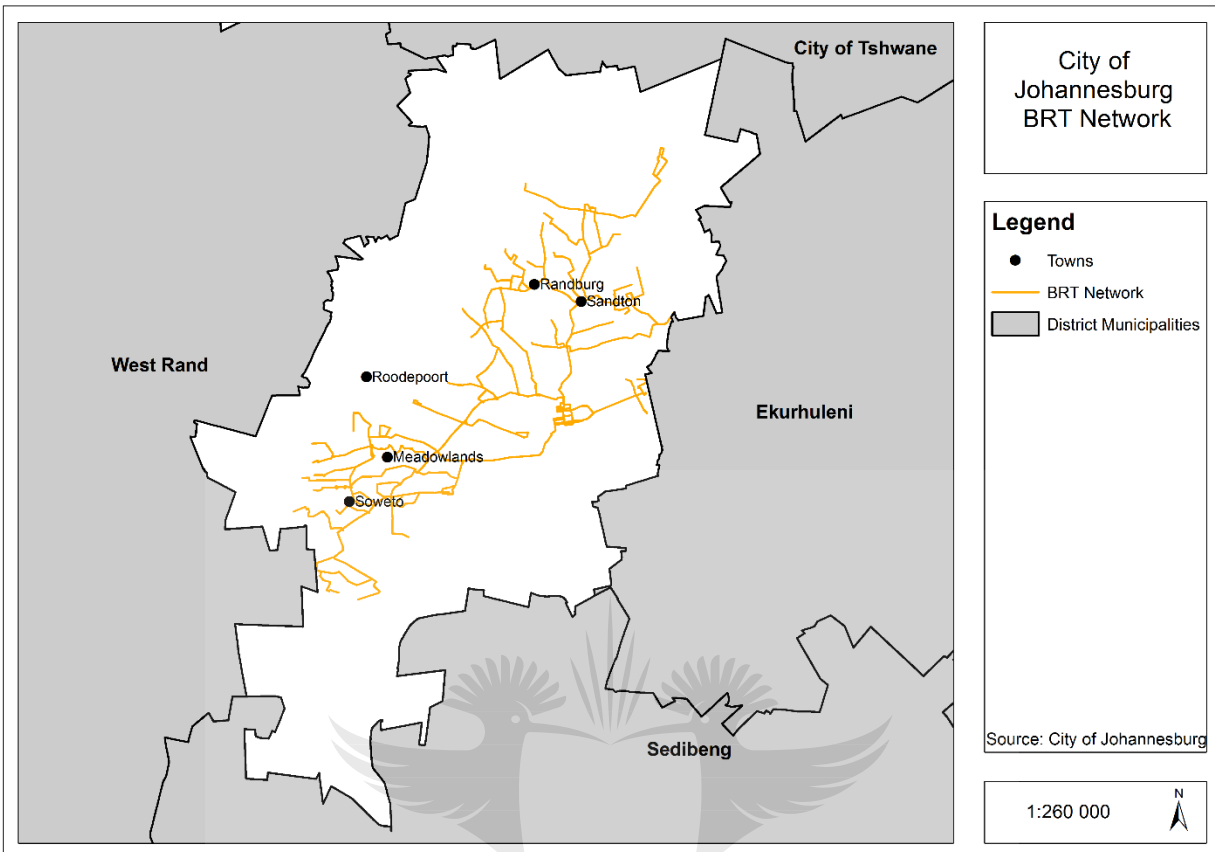 City of Tshwane
West Rand
Randburg
Sandton
Roodepoort
Ekurhuleni
Meadowlands
Soweto
Sedibeng
City of
Johannesburg
BRT Network
Legend
Towns
BRT Network
District Municipalities
Source: City of Johannesburg
1:260 000
N